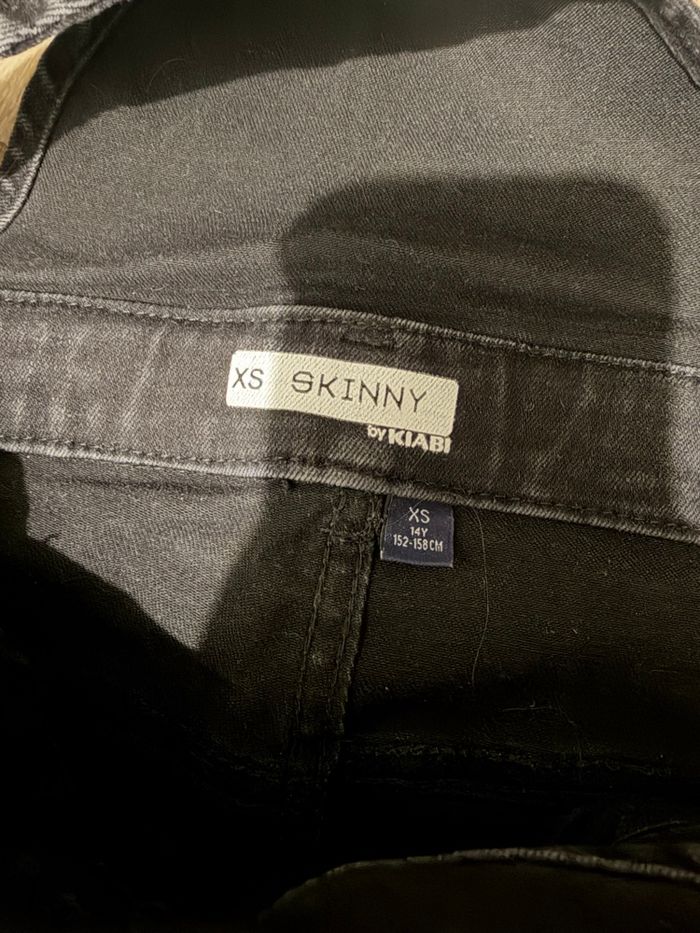 XS SKINNY
by KIABI
XS
14Y
152-158CM